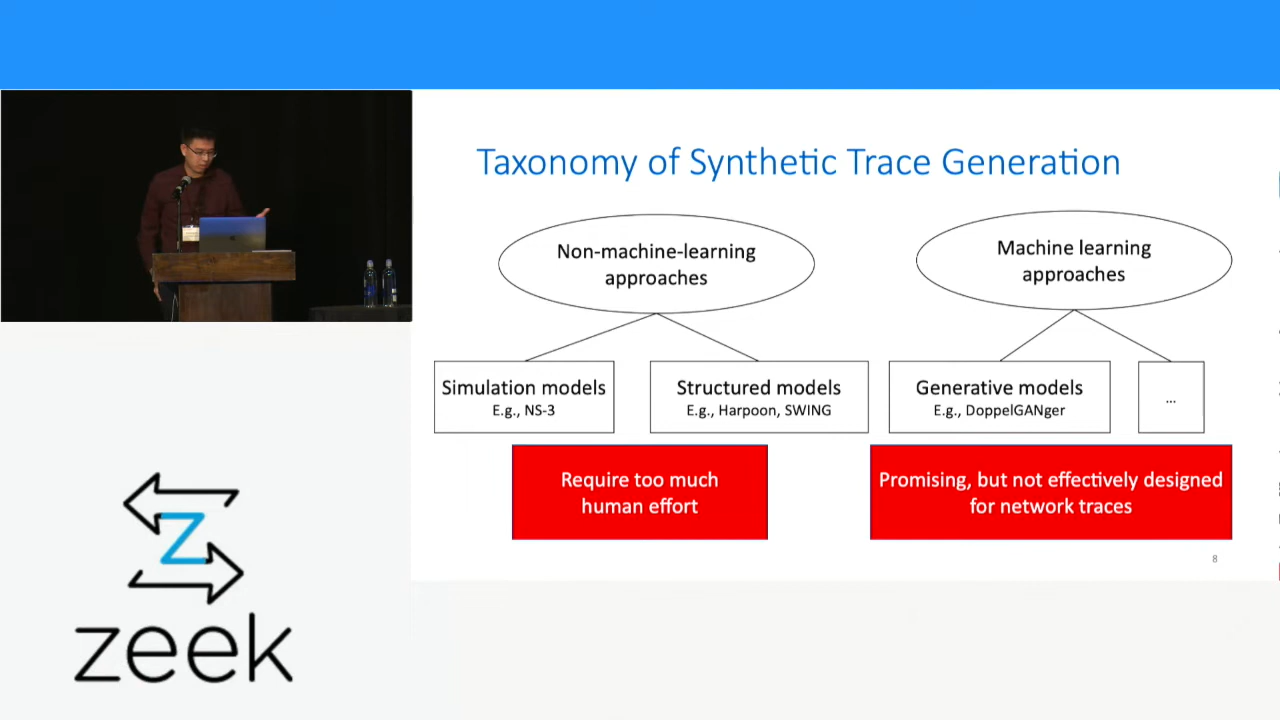 Taxonomy of Synthetic Trace Generation
Non-machine-learning
approaches
Machine learning
approaches
Simulation models
E.g., NS-3
Structured models
E.g., Harpoon, SWING
Generative models
E.g., DoppelGANger
...
Require too much
human effort
Promising, but not effectively designed
for network traces
8
z
zeek